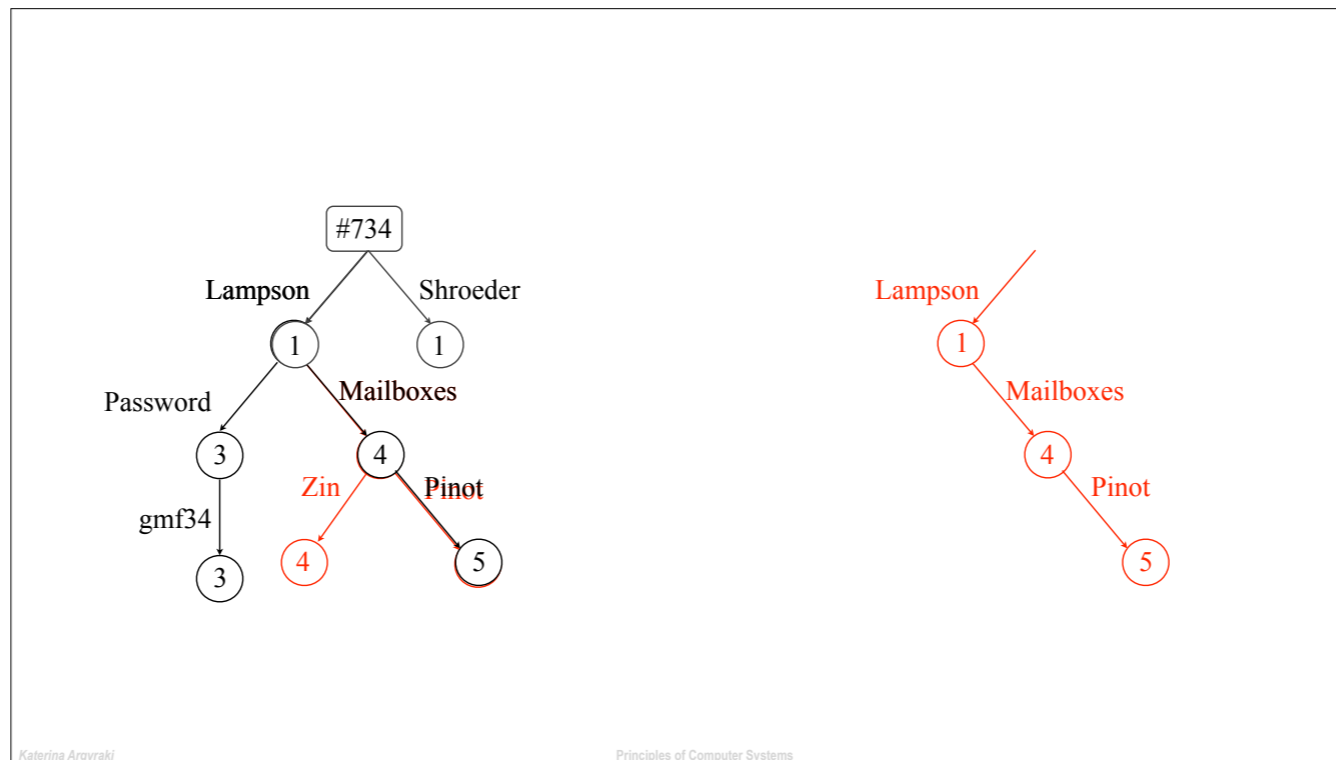 #734
Lampson Shroeder Lampson
1 1 1
Password Mailboxes Mailboxes
3 4 4
Zin Pinot Pinot
gmf34
4 5 5
3
Katerina Argyraki Principles of Computer Systems